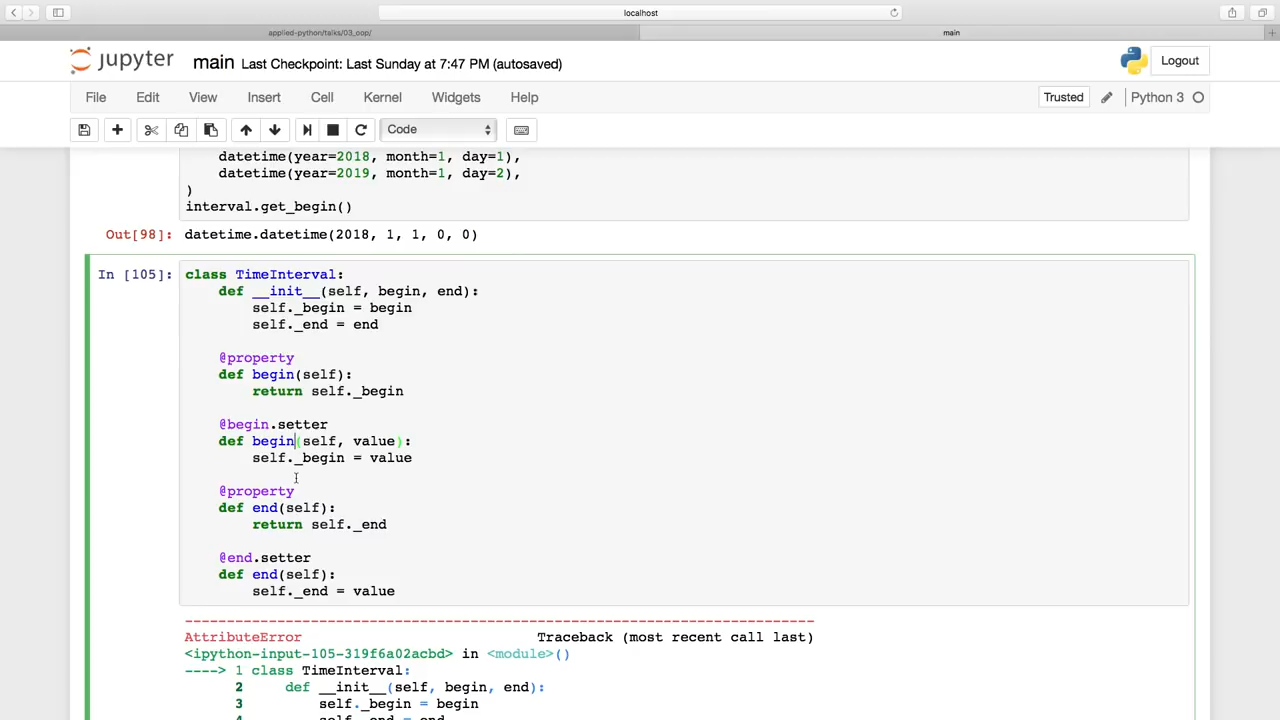 localhost
applied-python/talks/03_oop/
main
jupyter
main Last Checkpoint: Last Sunday at 7:47 PM (autosaved)
Logout
File Edit View Insert Cell Kernel Widgets Help
Trusted
Python 3
Code
datetime(year=2018, month=1, day=1),
datetime(year=2019, month=1, day=2),
)
interval.get_begin()
Out[98]: datetime.datetime(2018, 1, 1, 0, 0)
In [105]: class TimeInterval:
def __init__(self, begin, end):
self._begin = begin
self._end = end
@property
def begin(self):
return self._begin
@begin.setter
def begin(self, value):
self._begin = value
@property
def end(self):
return self._end
@end.setter
def end(self):
self._end = value
---------------------------------------------------------------------------
AttributeError Traceback (most recent call last)
<ipython-input-105-319f6a02acbd> in <module>()
----> 1 class TimeInterval:
2 def __init__(self, begin, end):
3 self._begin = begin
4 self._end = end